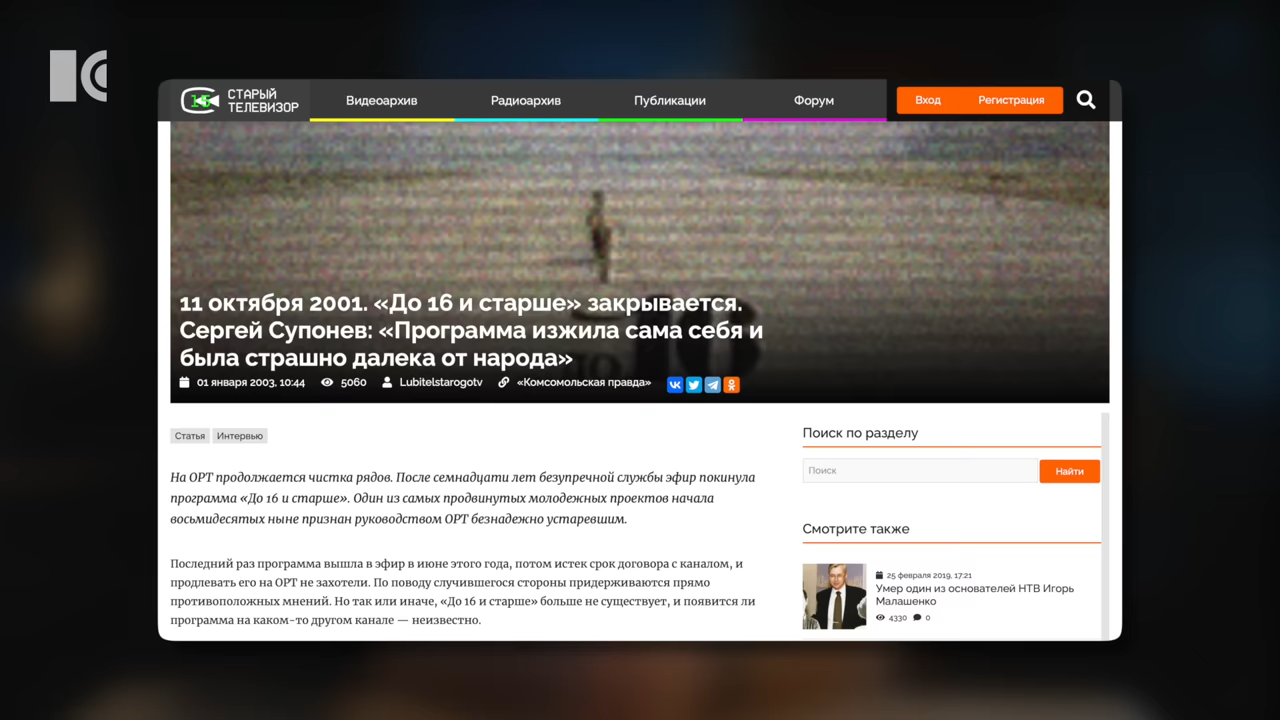 15
СТАРЫЙ
ТЕЛЕВИЗОР
Видеоархив
Радиоархив
Публикации
Форум
Вход
Регистрация
11 октября 2001. «До 16 и старше» закрывается.
Сергей Супонев: «Программа изжила сама себя и
была страшно далека от народа»
01 января 2003, 10:44
5060
Lubitelstarogotv
«Комсомольская правда»
Статья
Интервью
На ОРТ продолжается чистка рядов. После семнадцати лет безупречной службы эфир покинула
программа «До 16 и старше». Один из самых продвинутых молодежных проектов начала
восьмидесятых ныне признан руководством ОРТ безнадежно устаревшим.
Последний раз программа вышла в эфир в июне этого года, потом истек срок договора с каналом, и
продлевать его на ОРТ не захотели. По поводу случившегося стороны придерживаются прямо
противоположных мнений. Но так или иначе, «До 16 и старше» больше не существует, и появится ли
программа на каком-то другом канале — неизвестно.
Поиск по разделу
Поиск
Найти
Смотрите также
25 февраля 2019, 17:21
Умер один из основателей НТВ Игорь
Малашенко
4330
0